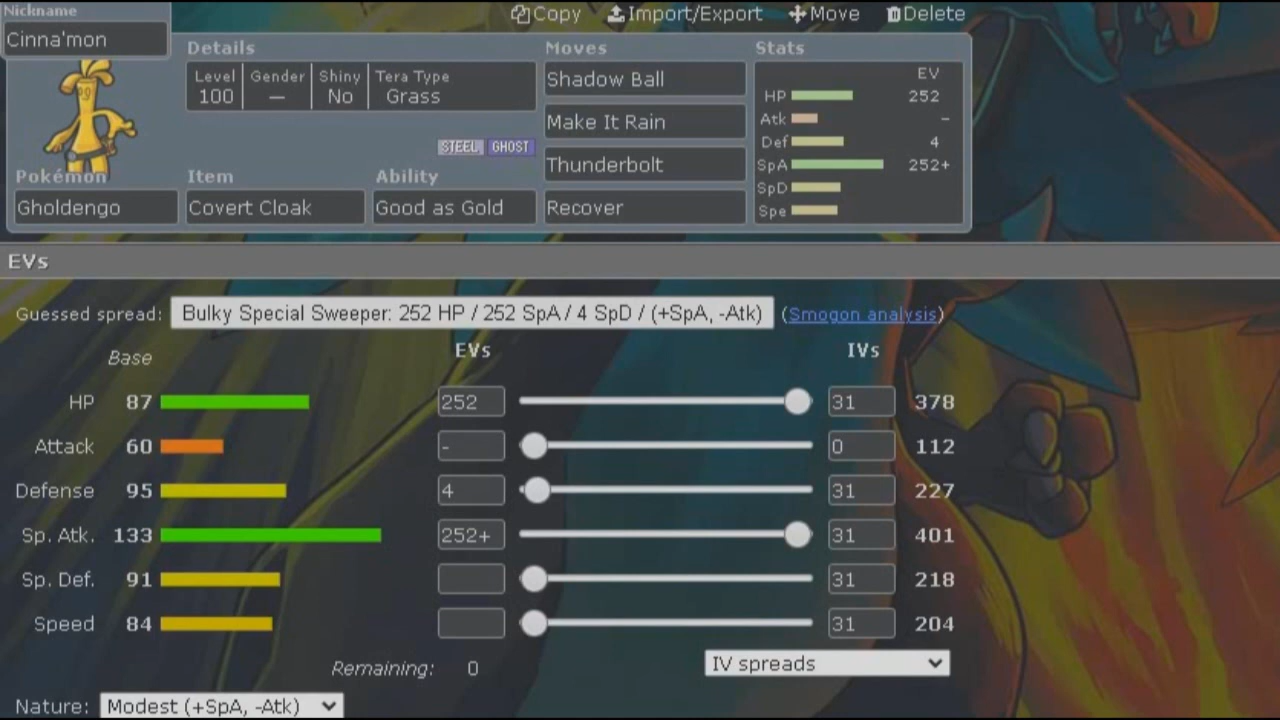 Nickname
Cinna'mon
Copy Import/Export Move Delete
Details
Level Gender Shiny Tera Type
100 — No Grass
STEEL GHOST
Pokémon Item Ability
Gholdengo Covert Cloak Good as Gold
Moves
Shadow Ball
Make It Rain
Thunderbolt
Recover
Stats
EV
HP 252
Atk –
Def 4
SpA 252+
SpD
Spe
EVs
Guessed spread: Bulky Special Sweeper: 252 HP / 252 SpA / 4 SpD / (+SpA, -Atk) (Smogon analysis)
Base EVs IVs
HP 87 252 31 378
Attack 60 - 0 112
Defense 95 4 31 227
Sp. Atk. 133 252+ 31 401
Sp. Def. 91 31 218
Speed 84 31 204
Remaining: 0 IV spreads
Nature: Modest (+SpA, -Atk)